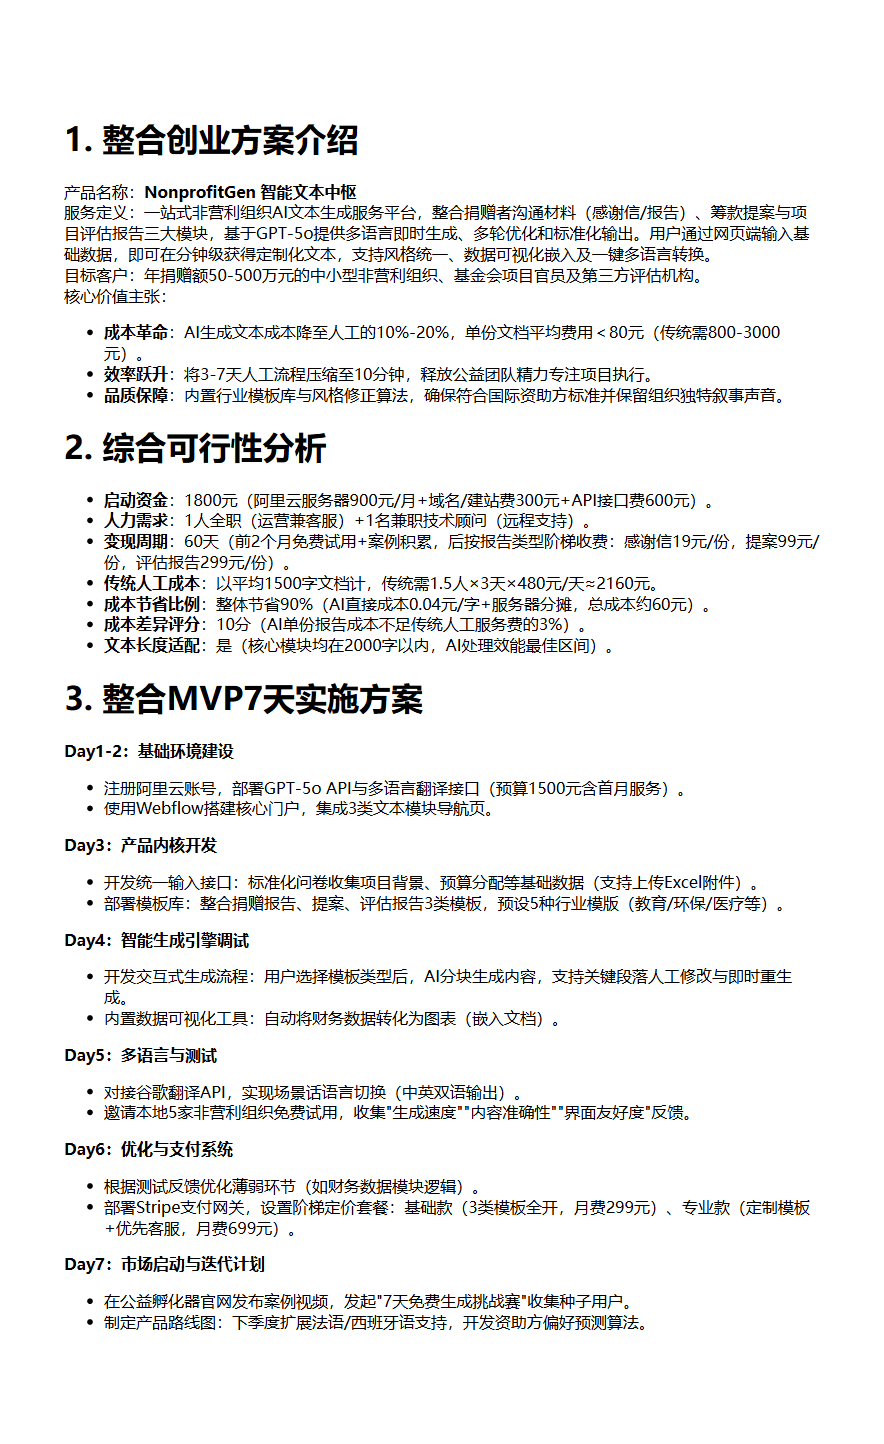 1. 整合创业方案介绍
产品名称：NonprofitGen 智能文本中枢
服务定义：一站式非营利组织AI文本生成服务平台，整合捐赠者沟通材料（感谢信/报告）、筹款提案与项
目评估报告三大模块，基于GPT-5o提供多语言即时生成、多轮优化和标准化输出。用户通过网页端输入基
础数据，即可在分钟级获得定制化文本，支持风格统一、数据可视化嵌入及一键多语言转换。
目标客户：年捐赠额50-500万元的中小型非营利组织、基金会项目官员及第三方评估机构。
核心价值主张：
• 成本革命：AI生成文本成本降至人工的10%-20%，单份文档平均费用＜80元（传统需800-3000
元）。
• 效率跃升：将3-7天人工流程压缩至10分钟，释放公益团队精力专注项目执行。
• 品质保障：内置行业模板库与风格修正算法，确保符合国际资助方标准并保留组织独特叙事声音。
2. 综合可行性分析
• 启动资金：1800元（阿里云服务器900元/月+域名/建站费300元+API接口费600元）。
• 人力需求：1人全职（运营兼客服）+1名兼职技术顾问（远程支持）。
• 变现周期：60天（前2个月免费试用+案例积累，后按报告类型阶梯收费：感谢信19元/份，提案99元/
份，评估报告299元/份）。
• 传统人工成本：以平均1500字文档计，传统需1.5人×3天×480元/天≈2160元。
• 成本节省比例：整体节省90%（AI直接成本0.04元/字+服务器分摊，总成本约60元）。
• 成本差异评分：10分（AI单份报告成本不足传统人工服务费的3%）。
• 文本长度适配：是（核心模块均在2000字以内，AI处理效能最佳区间）。
3. 整合MVP7天实施方案
Day1-2：基础环境建设
• 注册阿里云账号，部署GPT-5o API与多语言翻译接口（预算1500元含首月服务）。
• 使用Webflow搭建核心门户，集成3类文本模块导航页。
Day3：产品内核开发
• 开发统一输入接口：标准化问卷收集项目背景、预算分配等基础数据（支持上传Excel附件）。
• 部署模板库：整合捐赠报告、提案、评估报告3类模板，预设5种行业模版（教育/环保/医疗等）。
Day4：智能生成引擎调试
• 开发交互式生成流程：用户选择模板类型后，AI分块生成内容，支持关键段落人工修改与即时重生
成。
• 内置数据可视化工具：自动将财务数据转化为图表（嵌入文档）。
Day5：多语言与测试
• 对接谷歌翻译API，实现场景话语言切换（中英双语输出）。
• 邀请本地5家非营利组织免费试用，收集"生成速度""内容准确性""界面友好度"反馈。
Day6：优化与支付系统
• 根据测试反馈优化薄弱环节（如财务数据模块逻辑）。
• 部署Stripe支付网关，设置阶梯定价套餐：基础款（3类模板全开，月费299元）、专业款（定制模板
+优先客服，月费699元）。
Day7：市场启动与迭代计划
• 在公益孵化器官网发布案例视频，发起"7天免费生成挑战赛"收集种子用户。
• 制定产品路线图：下季度扩展法语/西班牙语支持，开发资助方偏好预测算法。